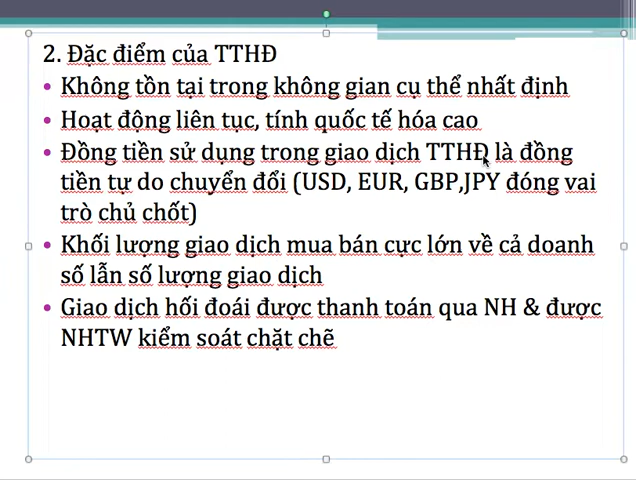 2. Đặc điểm của TTHĐ
• Không tồn tại trong không gian cụ thể nhất định
• Hoạt động liên tục, tính quốc tế hóa cao
• Đồng tiền sử dụng trong giao dịch TTHĐ là đồng
tiền tự do chuyển đổi (USD, EUR, GBP,JPY đóng vai
trò chủ chốt)
• Khối lượng giao dịch mua bán cực lớn về cả doanh
số lẫn số lượng giao dịch
• Giao dịch hối đoái được thanh toán qua NH & được
NHTW kiểm soát chặt chẽ